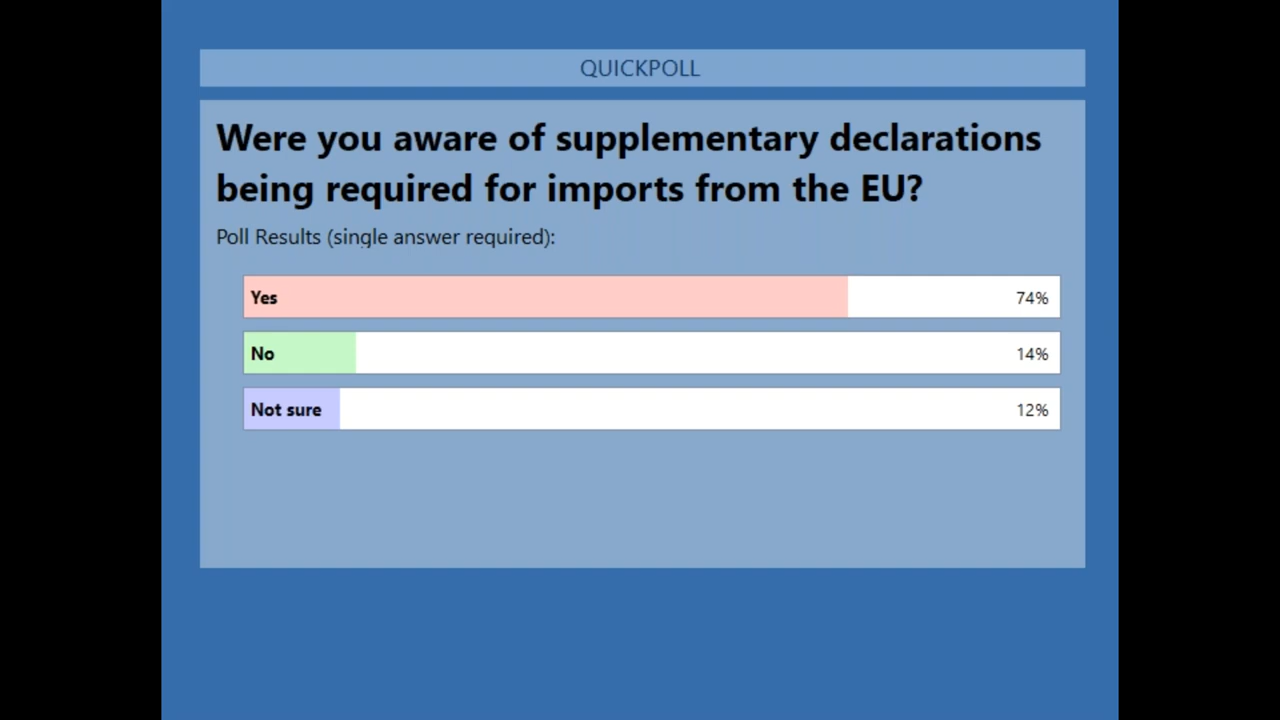 QUICKPOLL
Were you aware of supplementary declarations
being required for imports from the EU?
Poll Results (single answer required):
Yes 74%
No 14%
Not sure 12%